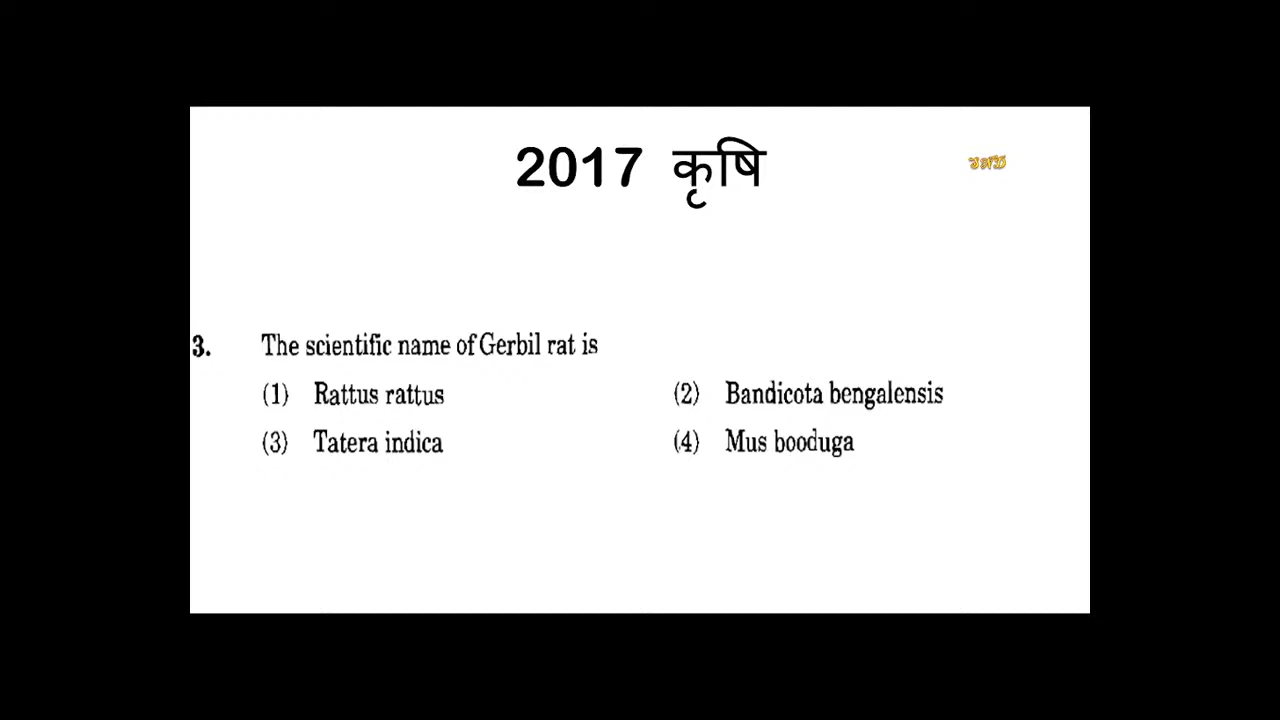 2017 कृषि
3. The scientific name of Gerbil rat is
(1) Rattus rattus (2) Bandicota bengalensis
(3) Tatera indica (4) Mus booduga